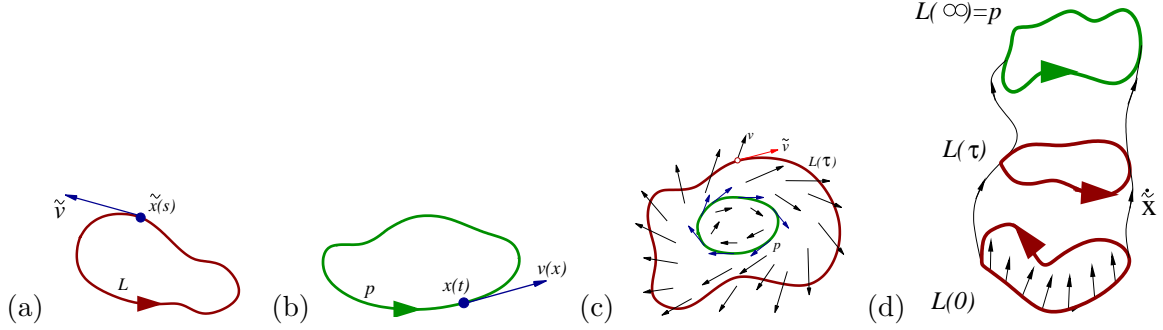 (a)
ṽ
x̃(s)
L
(b)
p
x(t)
v(x)
(c)
v
ṽ
L(τ)
p
(d)
L(∞)=p
L(τ)
L(0)
ẋ̃